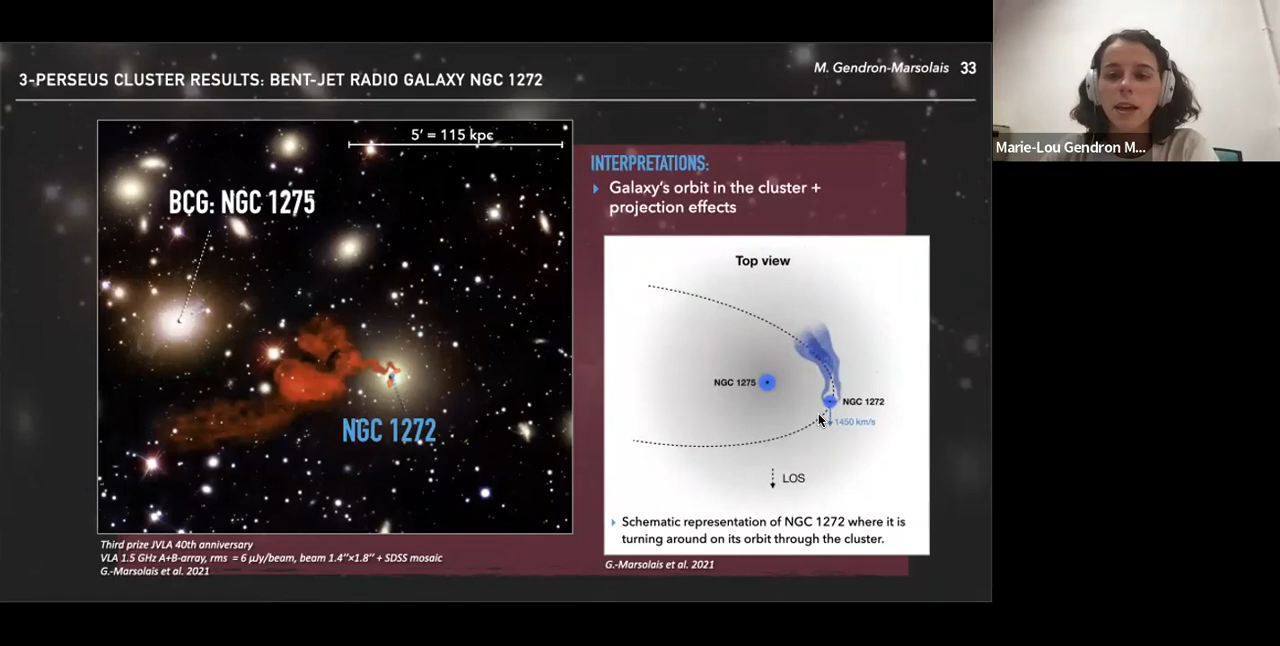 3-PERSEUS CLUSTER RESULTS: BENT-JET RADIO GALAXY NGC 1272
M. Gendron-Marsolais 33
5′ = 115 kpc
BCG: NGC 1275
NGC 1272
Third prize JVLA 40th anniversary
VLA 1.5 GHz A+B-array, rms = 6 μJy/beam, beam 1.4’’×1.8’’ + SDSS mosaic
G.-Marsolais et al. 2021
INTERPRETATIONS:
Galaxy’s orbit in the cluster +
projection effects
Top view
NGC 1275
NGC 1272
1450 km/s
LOS
Schematic representation of NGC 1272 where it is
turning around on its orbit through the cluster.
G.-Marsolais et al. 2021
Marie-Lou Gendron M...